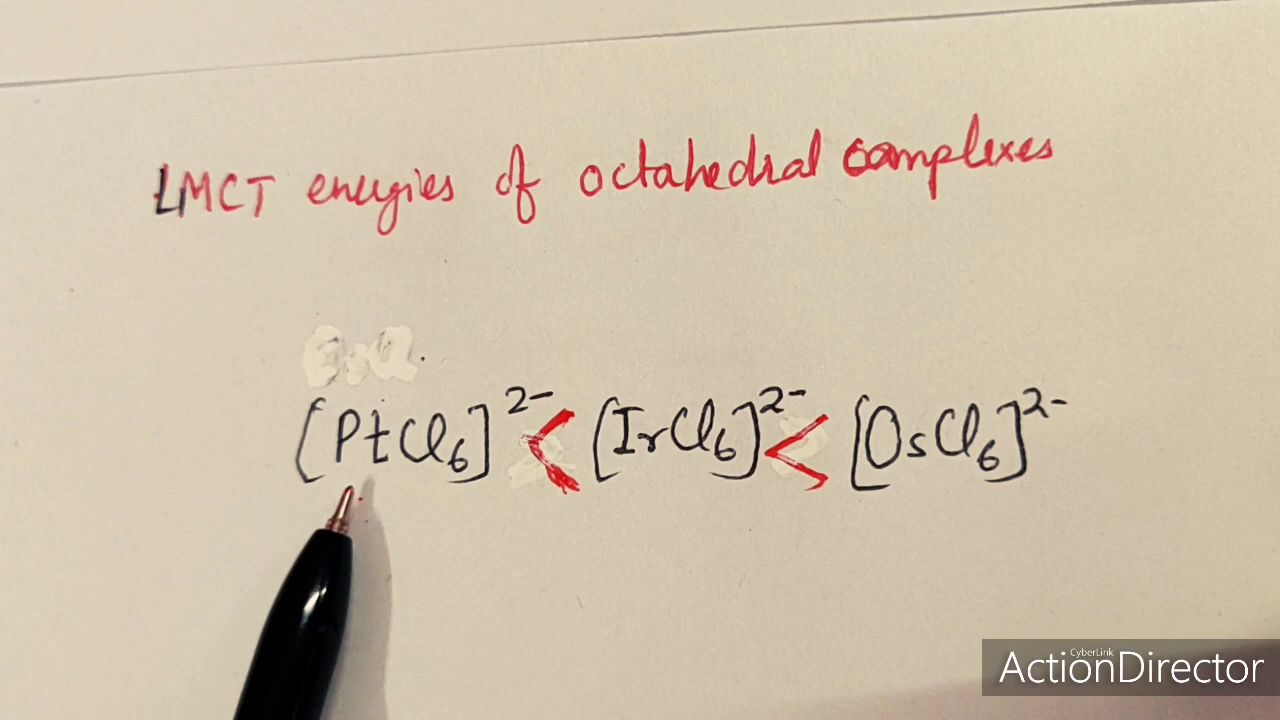 LMCT energies of octahedral complexes
[PtCl₆]²⁻ < [IrCl₆]²⁻ < [OsCl₆]²⁻
CyberLink
ActionDirector